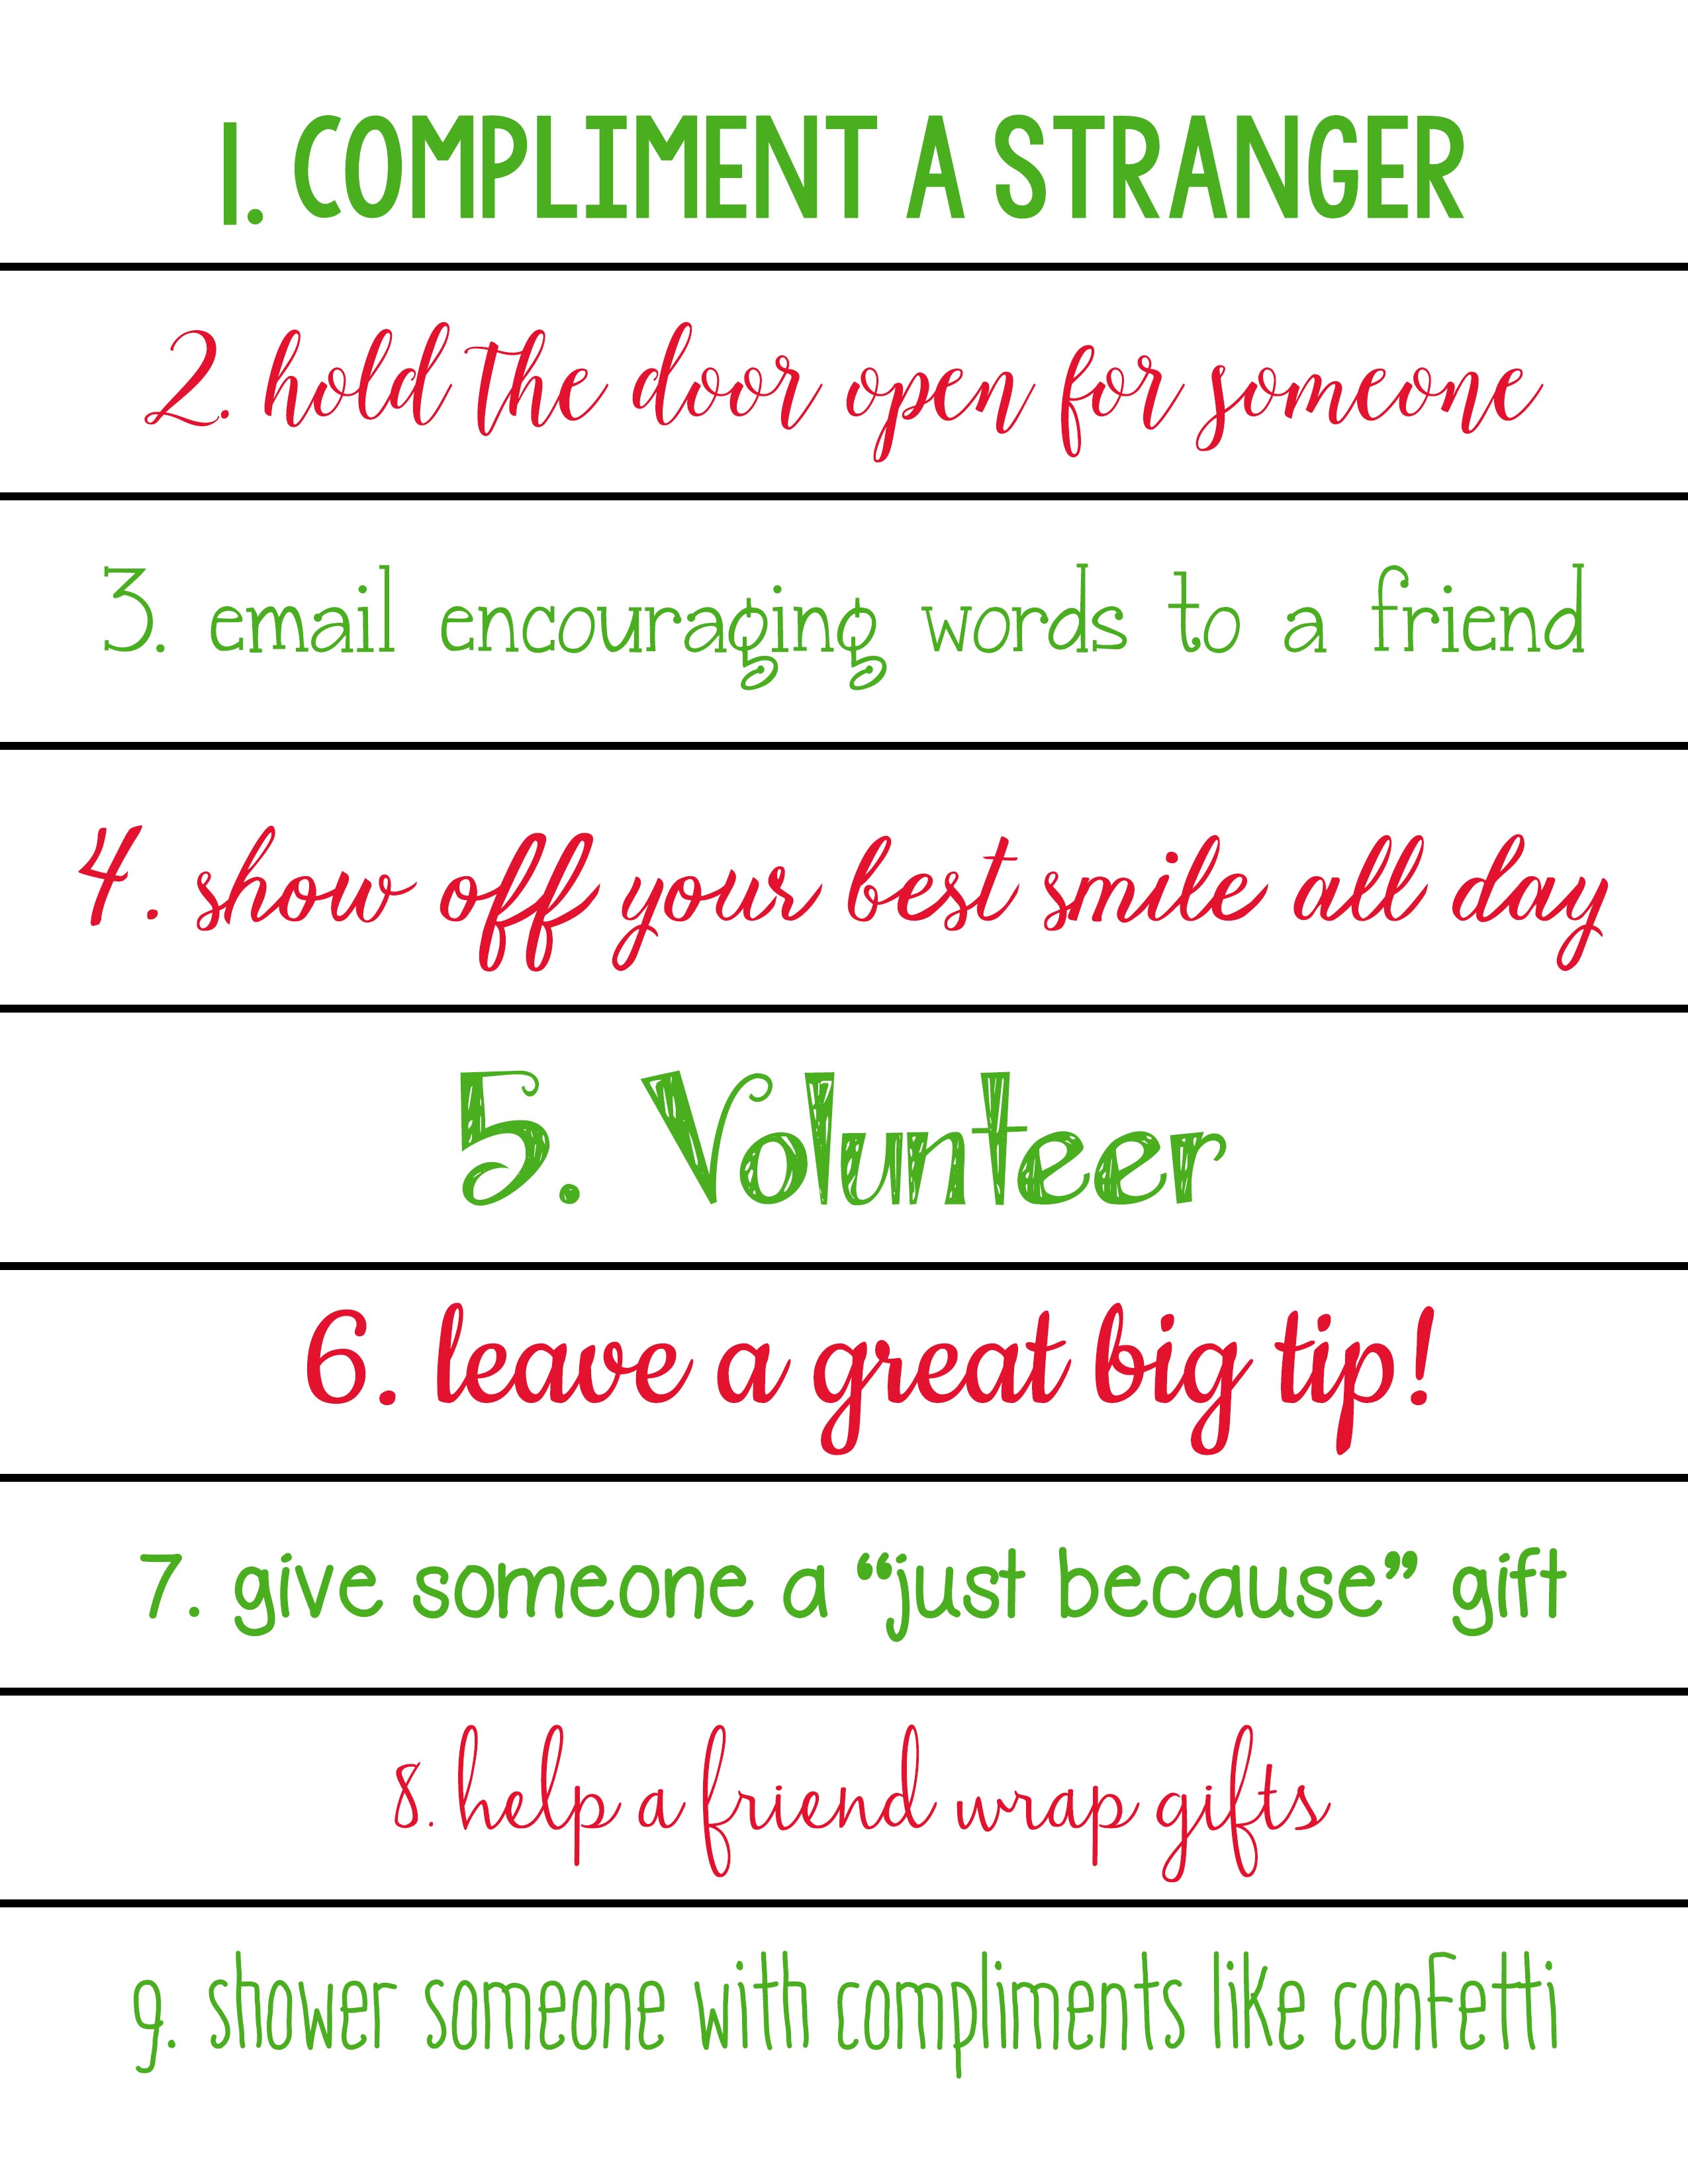 1. COMPLIMENT A STRANGER
2. hold the door open for someone
3. email encouraging words to a friend
4. show off your best smile all day
5. Volunteer
6. leave a great big tip!
7. give someone a “just because” gift
8. help a friend wrap gifts
9. shower someone with compliments like confetti